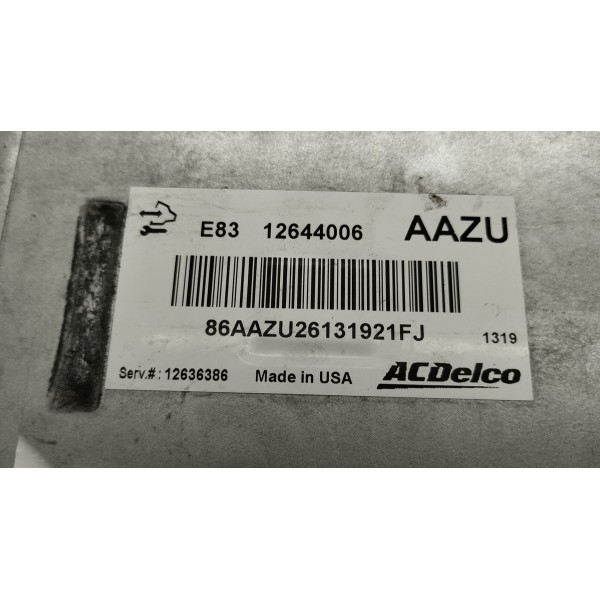 E83 12644006 AAZU
86AAZU26131921FJ 1319
Serv.#: 12636386 Made in USA ACDelco